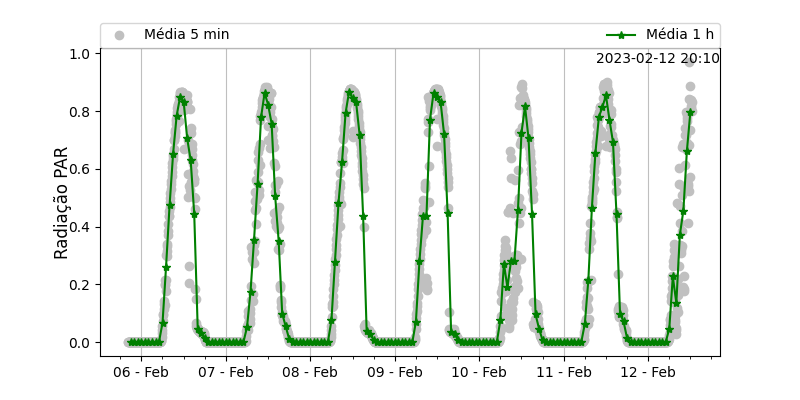 Média 5 min
Média 1 h
2023-02-12 20:10
Radiação PAR
1.0
0.8
0.6
0.4
0.2
0.0
06 - Feb
07 - Feb
08 - Feb
09 - Feb
10 - Feb
11 - Feb
12 - Feb